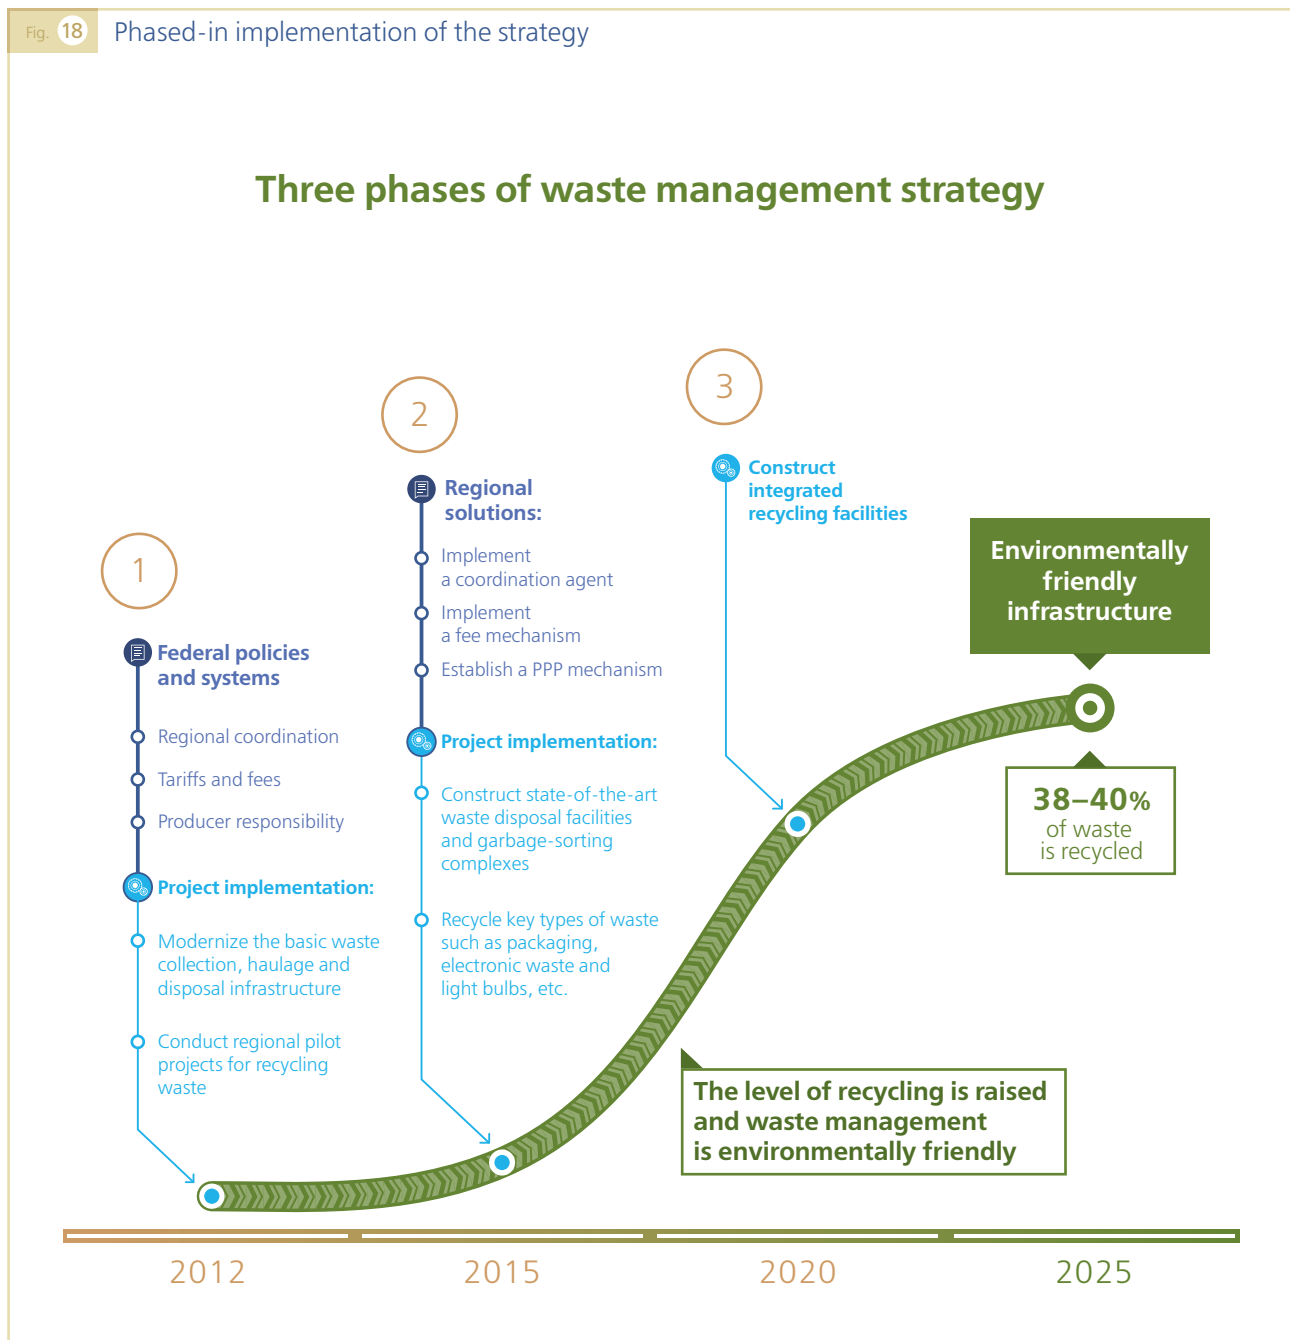 Fig. 18
Phased-in implementation of the strategy
Three phases of waste management strategy
1
Federal policies
and systems
Regional coordination
Tariffs and fees
Producer responsibility
Project implementation:
Modernize the basic waste
collection, haulage and
disposal infrastructure
Conduct regional pilot
projects for recycling
waste
2
Regional
solutions:
Implement
a coordination agent
Implement
a fee mechanism
Establish a PPP mechanism
Project implementation:
Construct state-of-the-art
waste disposal facilities
and garbage-sorting
complexes
Recycle key types of waste
such as packaging,
electronic waste and
light bulbs, etc.
3
Construct
integrated
recycling facilities
Environmentally
friendly
infrastructure
38–40%
of waste
is recycled
The level of recycling is raised
and waste management
is environmentally friendly
2012
2015
2020
2025